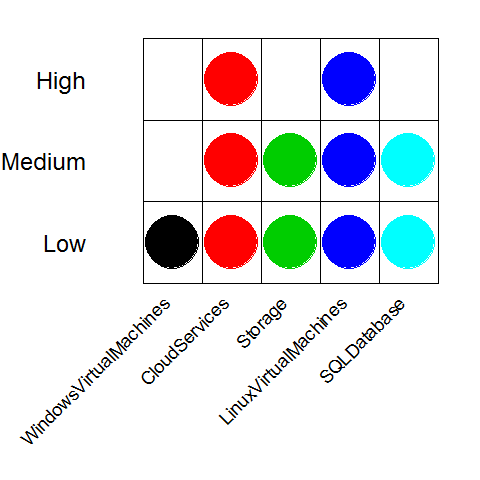 High
Medium
Low
WindowsVirtualMachines
CloudServices
Storage
LinuxVirtualMachines
SQLDatabase